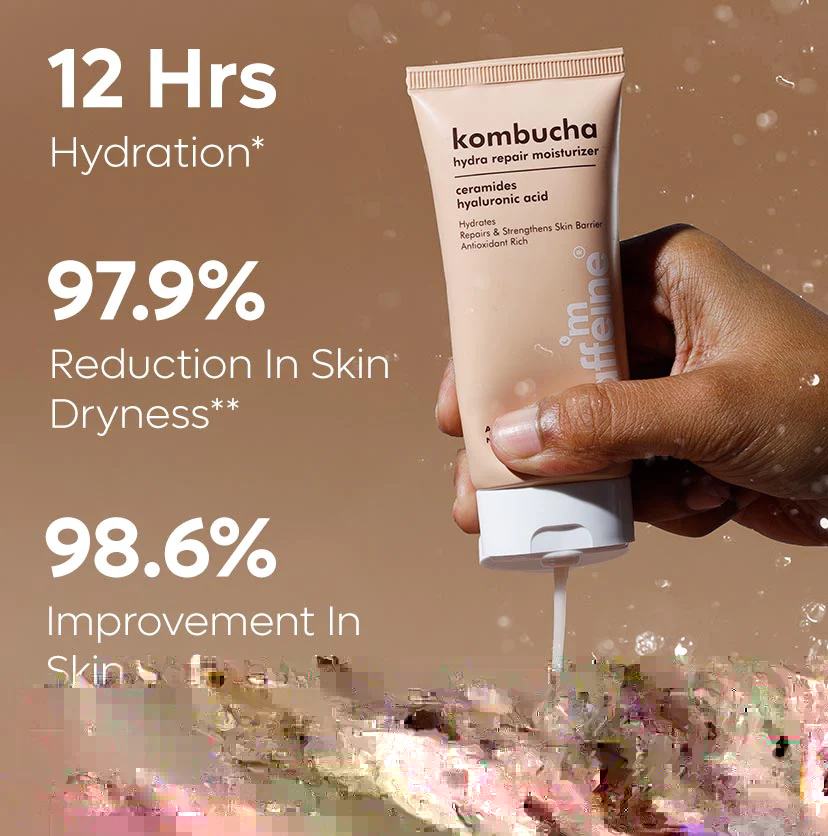 12 Hrs
Hydration*
97.9%
Reduction In Skin
Dryness**
98.6%
Improvement In
Skin
kombucha
hydra repair moisturizer
ceramides
hyaluronic acid
Hydrates
Repairs & Strengthens Skin Barrier
Antioxidant Rich